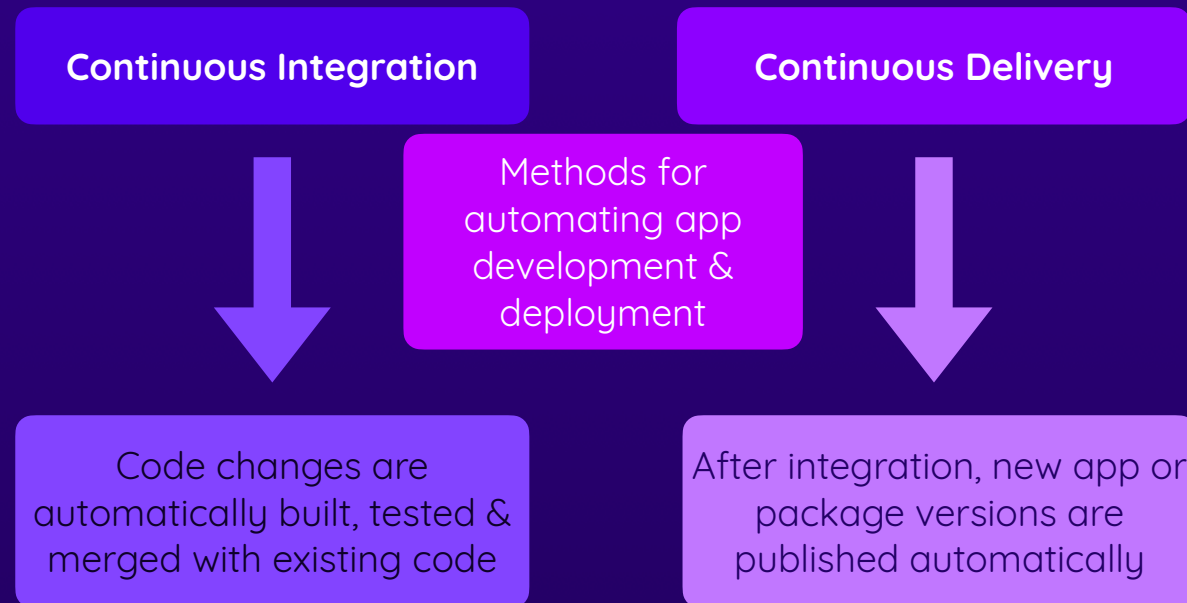 Continuous Integration
Continuous Delivery
Methods for
automating app
development &
deployment
Code changes are
automatically built, tested &
merged with existing code
After integration, new app or
package versions are
published automatically